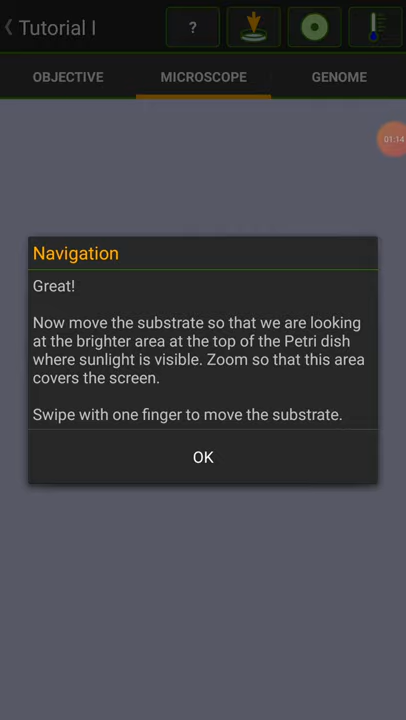 Tutorial I
?
OBJECTIVE
MICROSCOPE
GENOME
01:14
Navigation
Great!
Now move the substrate so that we are looking
at the brighter area at the top of the Petri dish
where sunlight is visible. Zoom so that this area
covers the screen.
Swipe with one finger to move the substrate.
OK